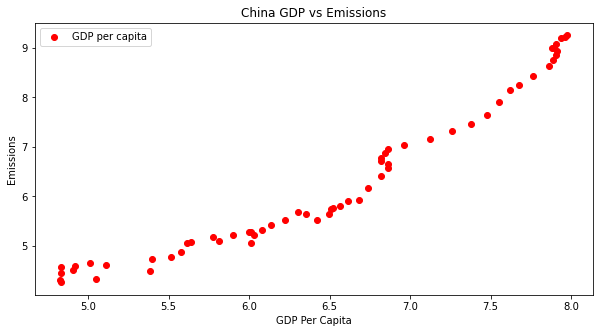 China GDP vs Emissions
GDP per capita
Emissions
9
8
7
6
5
5.0 5.5 6.0 6.5 7.0 7.5 8.0
GDP Per Capita